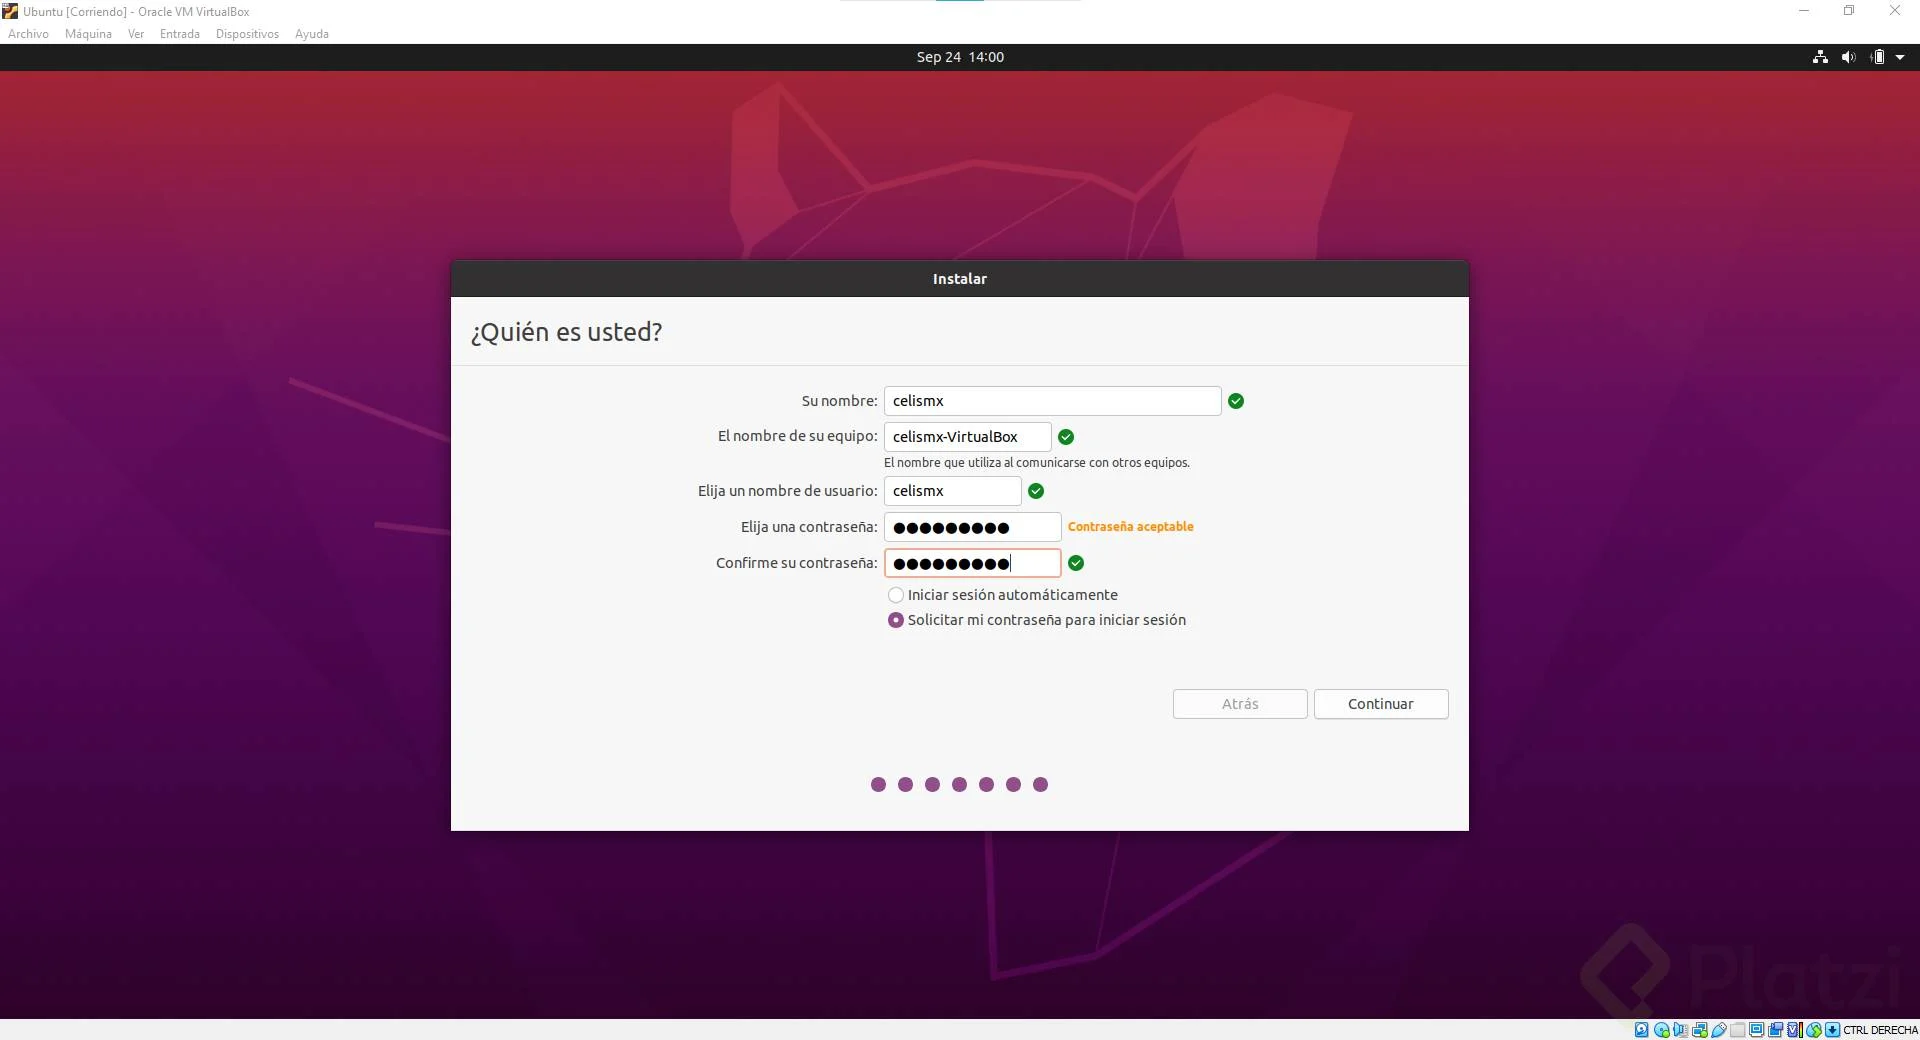 Ubuntu [Corriendo] - Oracle VM VirtualBox
Archivo Máquina Ver Entrada Dispositivos Ayuda
Sep 24 14:00
Instalar
¿Quién es usted?
Su nombre: celismx
El nombre de su equipo: celismx-VirtualBox
El nombre que utiliza al comunicarse con otros equipos.
Elija un nombre de usuario: celismx
Elija una contraseña: ●●●●●●●●● Contraseña aceptable
Confirme su contraseña: ●●●●●●●●●
Iniciar sesión automáticamente
Solicitar mi contraseña para iniciar sesión
Atrás Continuar
Platzi
CTRL DERECHA